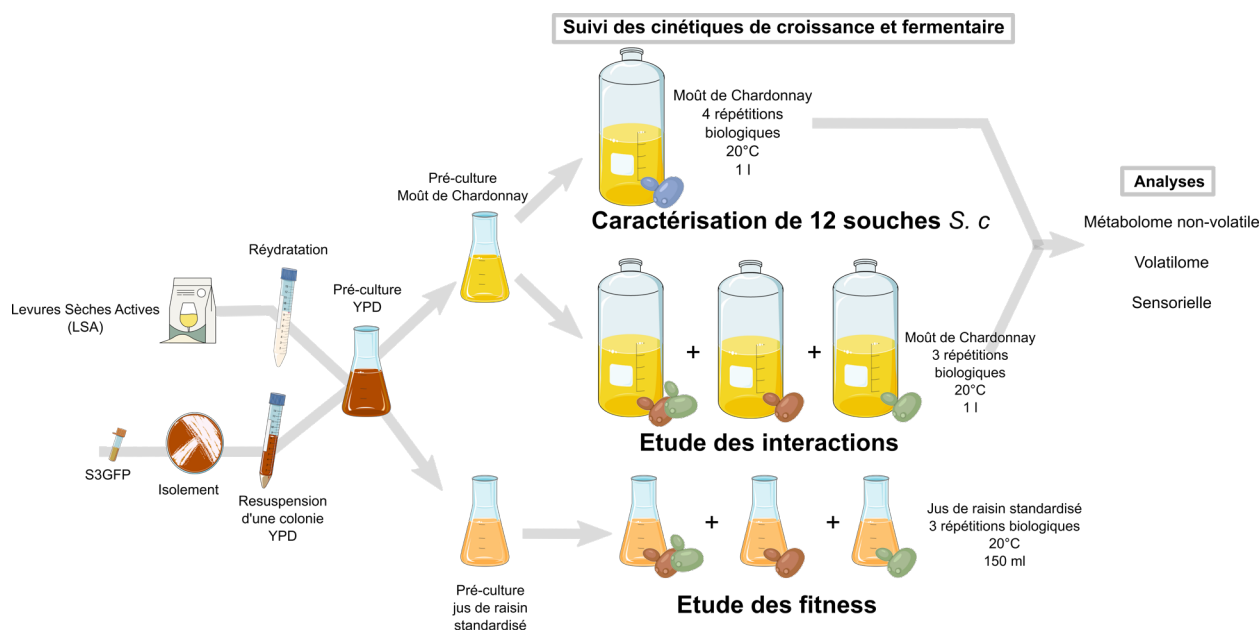 Suivi des cinétiques de croissance et fermentaire
Moût de Chardonnay
4 répétitions
biologiques
20°C
1 l
Caractérisation de 12 souches S. c
Pré-culture
Moût de Chardonnay
Réydratation
Levures Sèches Actives
(LSA)
Pré-culture
YPD
S3GFP
Isolement
Resuspension
d'une colonie
YPD
+
+
Moût de Chardonnay
3 répétitions
biologiques
20°C
1 l
Etude des interactions
Pré-culture
jus de raisin
standardisé
+
+
Jus de raisin standardisé
3 répétitions biologiques
20°C
150 ml
Etude des fitness
Analyses
Métabolome non-volatile
Volatilome
Sensorielle